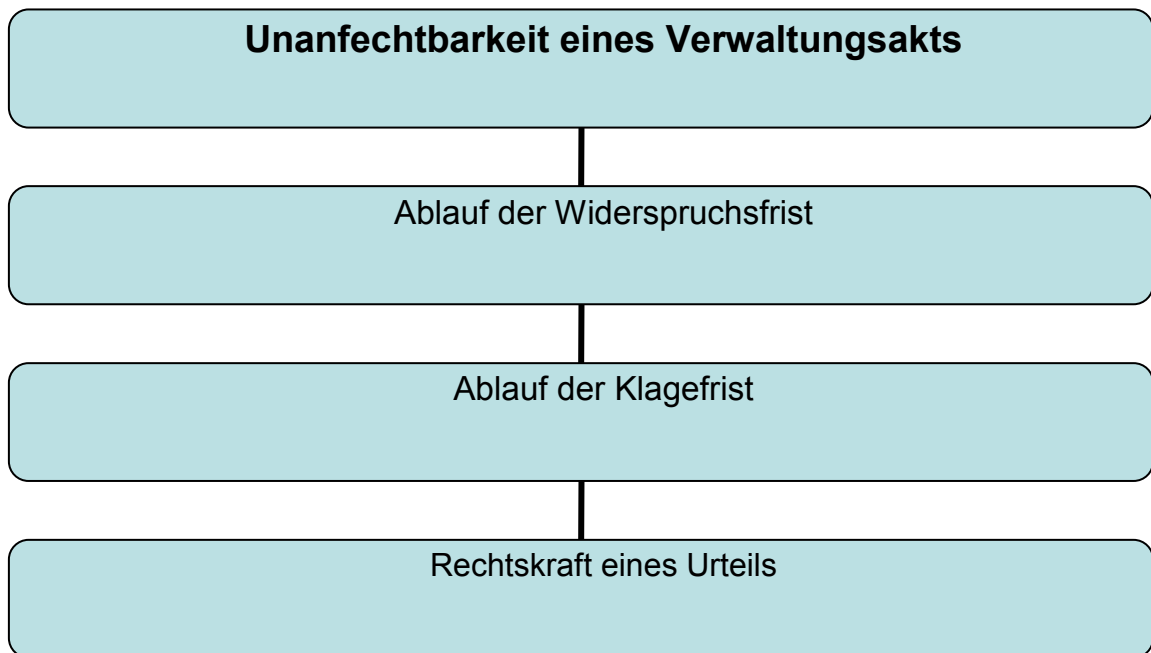 Unanfechtbarkeit eines Verwaltungsakts
Ablauf der Widerspruchsfrist
Ablauf der Klagefrist
Rechtskraft eines Urteils